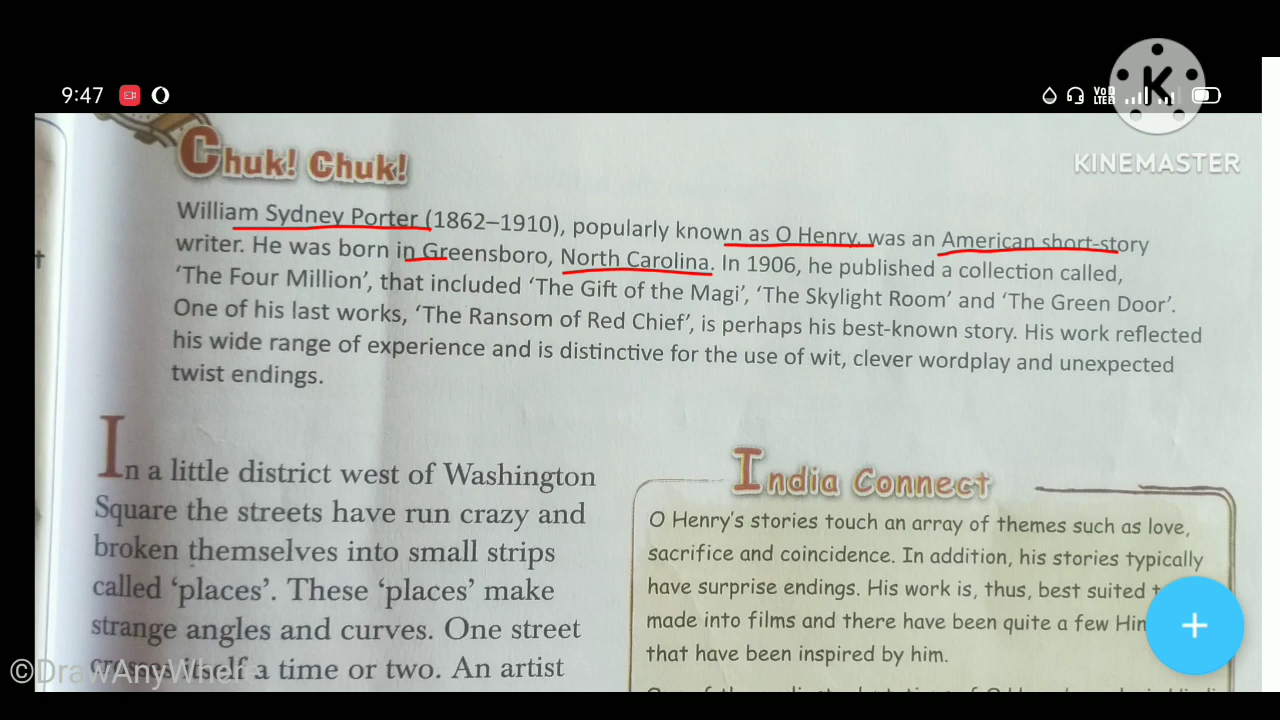 9:47
VoD
LTED
K
KINEMASTER
Chuk! Chuk!
William Sydney Porter (1862–1910), popularly known as O Henry, was an American short-story
writer. He was born in Greensboro, North Carolina. In 1906, he published a collection called,
‘The Four Million’, that included ‘The Gift of the Magi’, ‘The Skylight Room’ and ‘The Green Door’.
One of his last works, ‘The Ransom of Red Chief’, is perhaps his best-known story. His work reflected
his wide range of experience and is distinctive for the use of wit, clever wordplay and unexpected
twist endings.
In a little district west of Washington
Square the streets have run crazy and
broken themselves into small strips
called ‘places’. These ‘places’ make
strange angles and curves. One street
crosses itself a time or two. An artist
India Connect
O Henry’s stories touch an array of themes such as love,
sacrifice and coincidence. In addition, his stories typically
have surprise endings. His work is, thus, best suited
made into films and there have been quite a few
that have been inspired by him.
©DrawAnyWhere